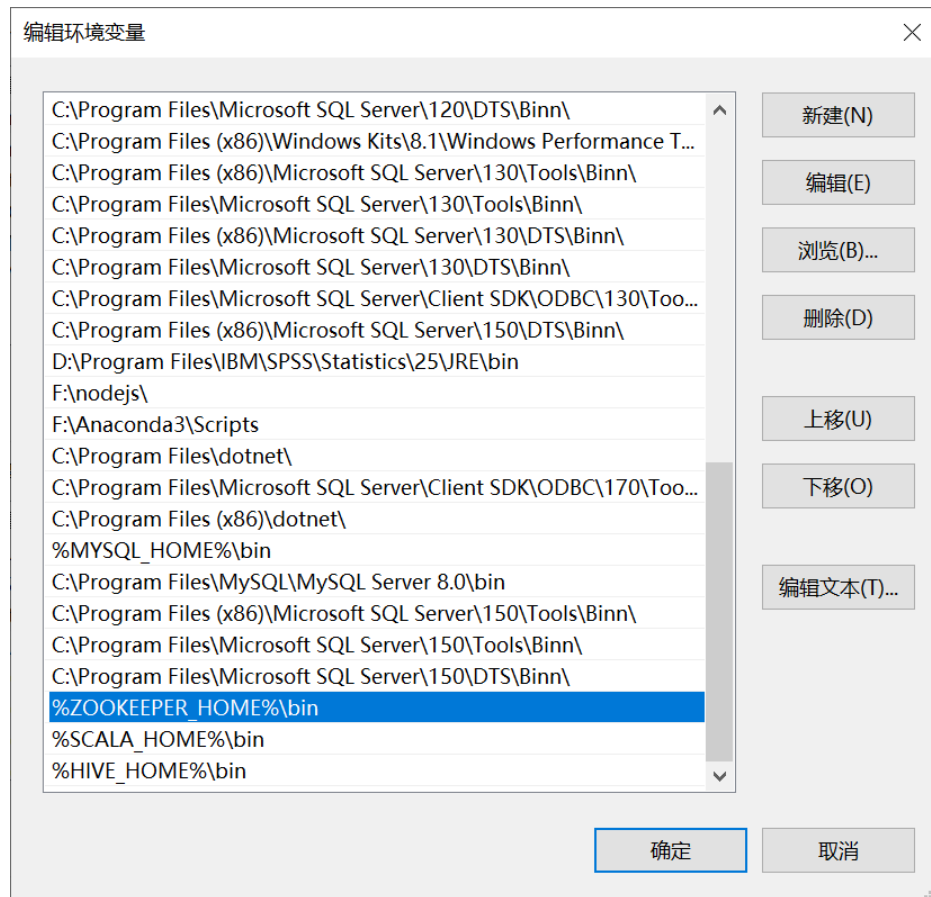 编辑环境变量
C:\Program Files\Microsoft SQL Server\120\DTS\Binn\
C:\Program Files (x86)\Windows Kits\8.1\Windows Performance T...
C:\Program Files (x86)\Microsoft SQL Server\130\Tools\Binn\
C:\Program Files\Microsoft SQL Server\130\Tools\Binn\
C:\Program Files (x86)\Microsoft SQL Server\130\DTS\Binn\
C:\Program Files\Microsoft SQL Server\130\DTS\Binn\
C:\Program Files\Microsoft SQL Server\Client SDK\ODBC\130\Too...
C:\Program Files (x86)\Microsoft SQL Server\150\DTS\Binn\
D:\Program Files\IBM\SPSS\Statistics\25\JRE\bin
F:\nodejs\
F:\Anaconda3\Scripts
C:\Program Files\dotnet\
C:\Program Files\Microsoft SQL Server\Client SDK\ODBC\170\Too...
C:\Program Files (x86)\dotnet\
%MYSQL_HOME%\bin
C:\Program Files\MySQL\MySQL Server 8.0\bin
C:\Program Files (x86)\Microsoft SQL Server\150\Tools\Binn\
C:\Program Files\Microsoft SQL Server\150\Tools\Binn\
C:\Program Files\Microsoft SQL Server\150\DTS\Binn\
%ZOOKEEPER_HOME%\bin
%SCALA_HOME%\bin
%HIVE_HOME%\bin
新建(N)
编辑(E)
浏览(B)...
删除(D)
上移(U)
下移(O)
编辑文本(T)...
确定
取消